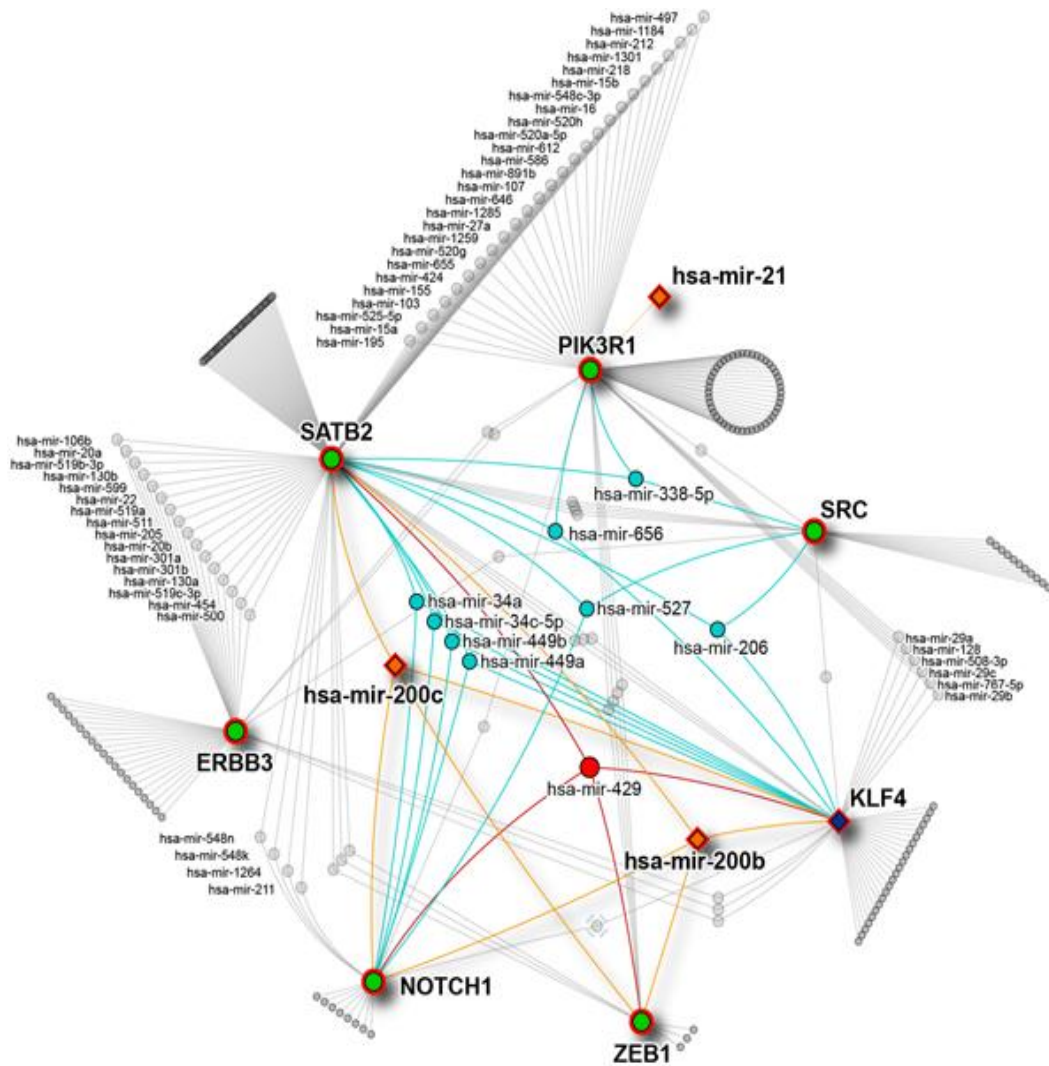 hsa-mir-497
hsa-mir-1184
hsa-mir-212
hsa-mir-1301
hsa-mir-218
hsa-mir-15b
hsa-mir-548c-3p
hsa-mir-16
hsa-mir-520h
hsa-mir-520a-5p
hsa-mir-612
hsa-mir-586
hsa-mir-891b
hsa-mir-107
hsa-mir-646
hsa-mir-1285
hsa-mir-27a
hsa-mir-1259
hsa-mir-520g
hsa-mir-655
hsa-mir-424
hsa-mir-155
hsa-mir-103
hsa-mir-525-5p
hsa-mir-15a
hsa-mir-195
hsa-mir-21
PIK3R1
SATB2
hsa-mir-106b
hsa-mir-20a
hsa-mir-519b-3p
hsa-mir-130b
hsa-mir-599
hsa-mir-22
hsa-mir-519a
hsa-mir-511
hsa-mir-205
hsa-mir-20b
hsa-mir-301a
hsa-mir-301b
hsa-mir-130a
hsa-mir-519c-3p
hsa-mir-454
hsa-mir-500
hsa-mir-338-5p
SRC
hsa-mir-656
hsa-mir-34a
hsa-mir-34c-5p
hsa-mir-449b
hsa-mir-449a
hsa-mir-527
hsa-mir-206
hsa-mir-29a
hsa-mir-128
hsa-mir-508-3p
hsa-mir-29c
hsa-mir-767-5p
hsa-mir-29b
hsa-mir-200c
ERBB3
hsa-mir-429
KLF4
hsa-mir-200b
hsa-mir-548n
hsa-mir-548k
hsa-mir-1264
hsa-mir-211
NOTCH1
ZEB1